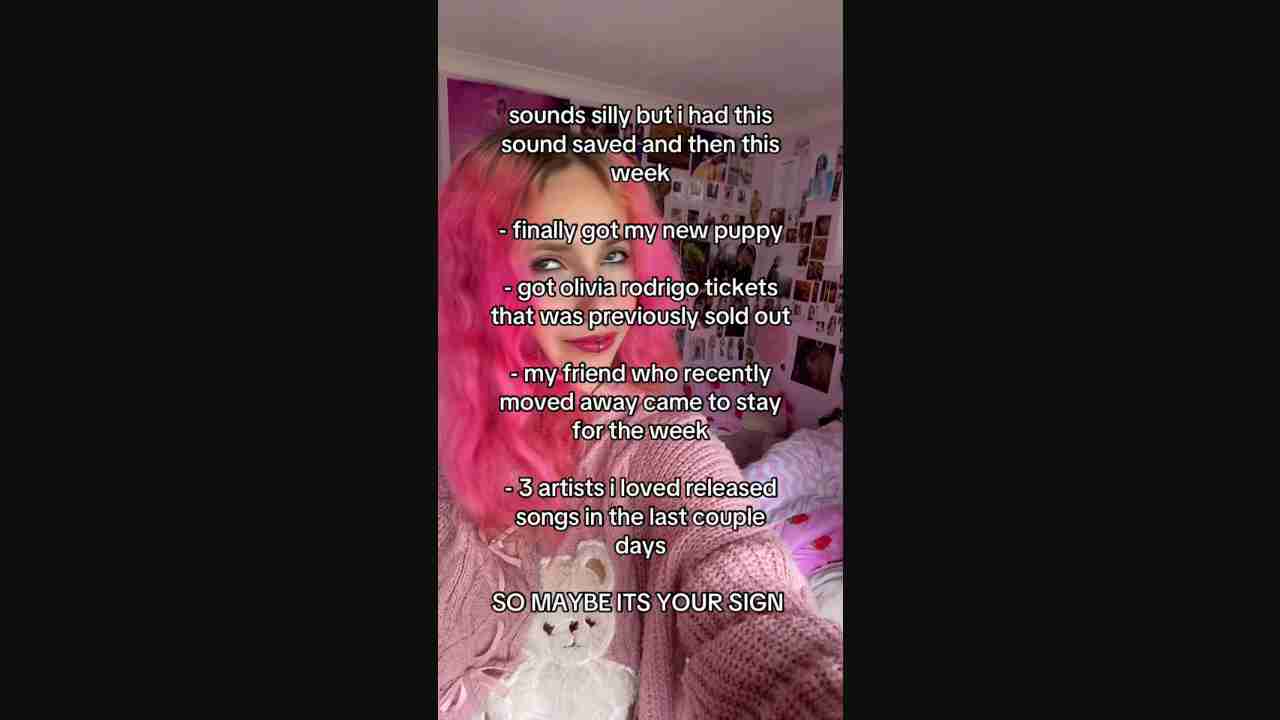 sounds silly but i had this
sound saved and then this
week
- finally got my new puppy
- got olivia rodrigo tickets
that was previously sold out
- my friend who recently
moved away came to stay
for the week
- 3 artists i loved released
songs in the last couple
days
SO MAYBE ITS YOUR SIGN